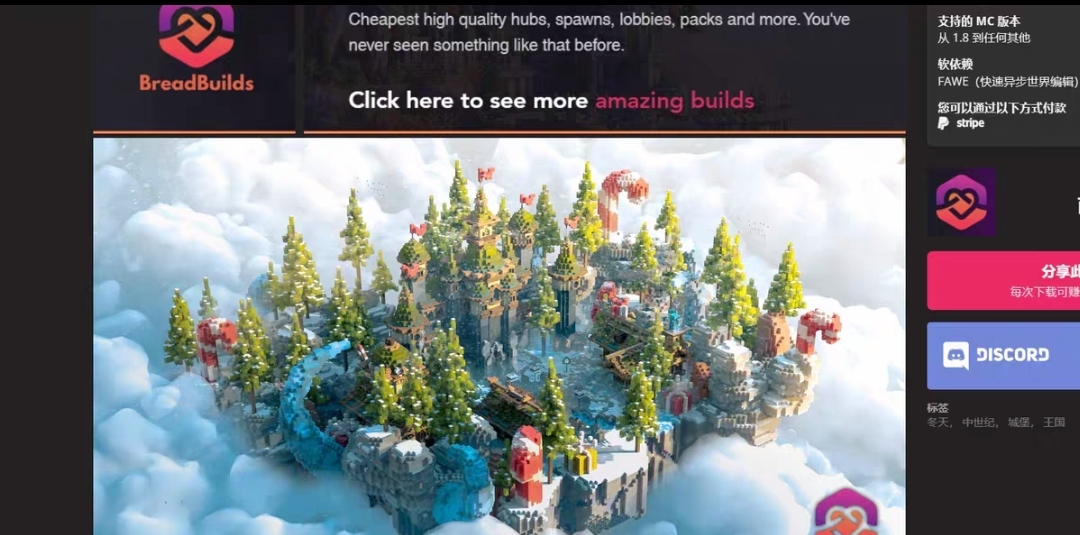 Cheapest high quality hubs, spawns, lobbies, packs and more. You've
never seen something like that before.
BreadBuilds
Click here to see more amazing builds
支持的 MC 版本
从 1.8 到任何其他
软依赖
FAWE（快速异步世界编辑）
您可以通过以下方式付款
stripe
分享此
每次下载可赚
DISCORD
标签
冬天， 中世纪， 城堡， 王国